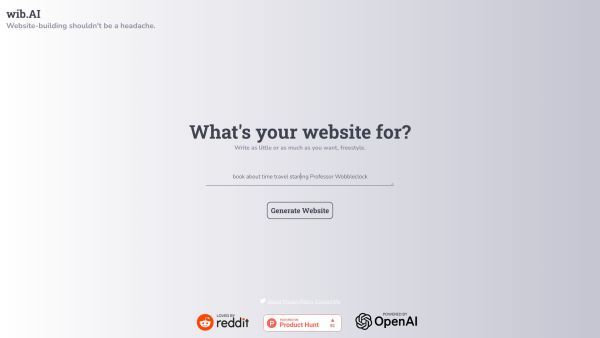 wib.AI
Website-building shouldn't be a headache.
What's your website for?
Write as little or as much as you want, freestyle.
book about time travel starring Professor Wobbleclock
Generate Website
LOVED BY
reddit
FEATURED ON
Product Hunt
POWERED BY
OpenAI